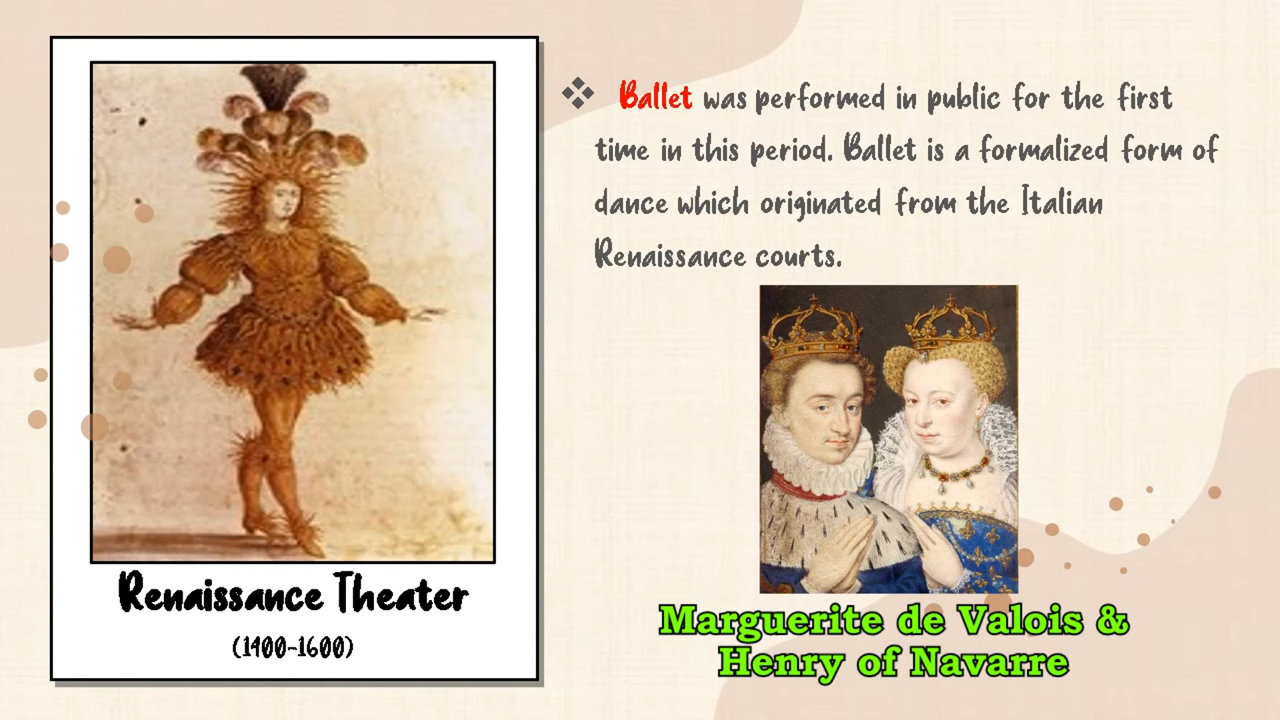 Ballet was performed in public for the first
time in this period. Ballet is a formalized form of
dance which originated from the Italian
Renaissance courts.
Renaissance Theater
(1400-1600)
Marguerite de Valois &
Henry of Navarre